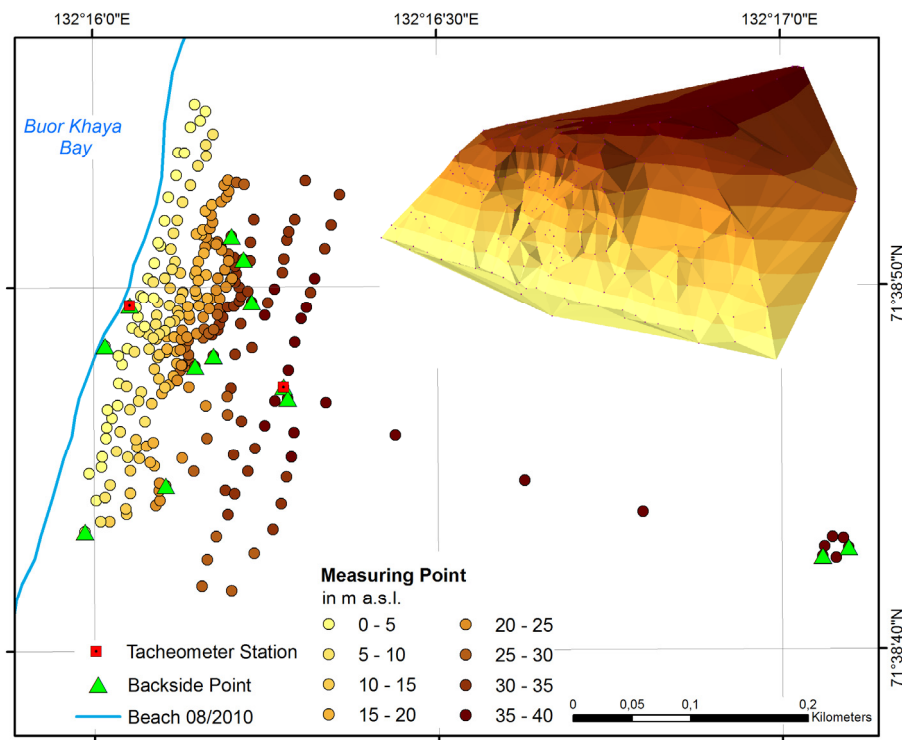 132°16'0"E
132°16'30"E
132°17'0"E
Buor Khaya
Bay
71°38'50"N
71°38'40"N
Measuring Point
in m a.s.l.
0 - 5
20 - 25
5 - 10
25 - 30
10 - 15
30 - 35
15 - 20
35 - 40
Tacheometer Station
Backside Point
Beach 08/2010
0
0,05
0,1
0,2
Kilometers